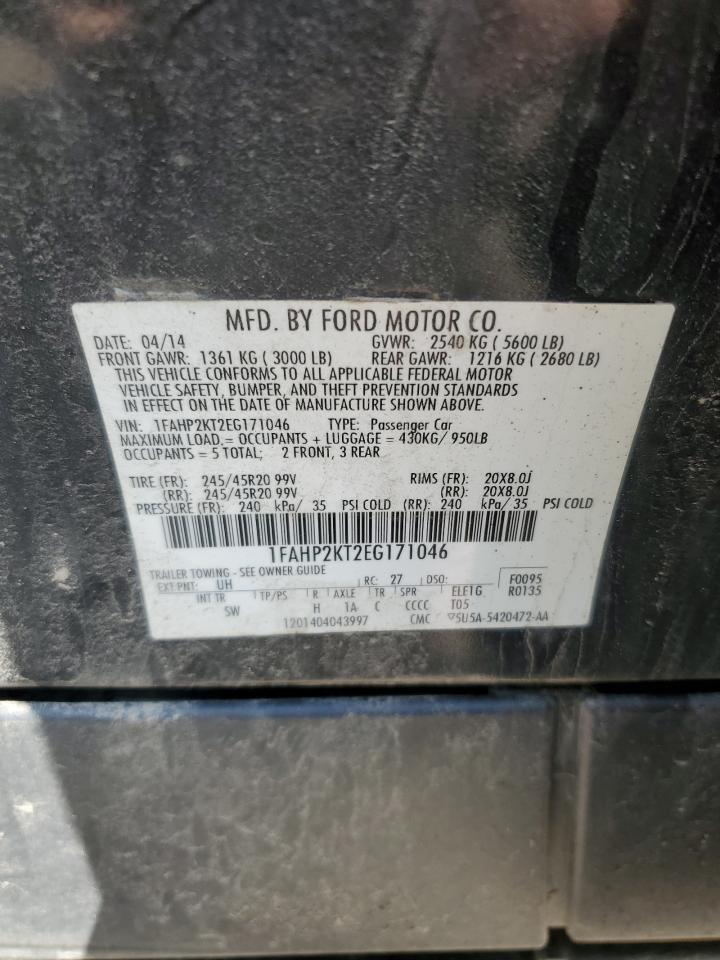 MFD. BY FORD MOTOR CO.
DATE: 04/14 GVWR: 2540 KG ( 5600 LB)
FRONT GAWR: 1361 KG ( 3000 LB) REAR GAWR: 1216 KG ( 2680 LB)
THIS VEHICLE CONFORMS TO ALL APPLICABLE FEDERAL MOTOR
VEHICLE SAFETY, BUMPER, AND THEFT PREVENTION STANDARDS
IN EFFECT ON THE DATE OF MANUFACTURE SHOWN ABOVE.
VIN: 1FAHP2KT2EG171046 TYPE: Passenger Car
MAXIMUM LOAD = OCCUPANTS + LUGGAGE = 430KG/ 950LB
OCCUPANTS = 5 TOTAL; 2 FRONT, 3 REAR
TIRE (FR): 245/45R20 99V RIMS (FR): 20X8.0J
(RR): 245/45R20 99V (RR): 20X8.0J
PRESSURE (FR): 240 kPa/ 35 PSI COLD (RR): 240 kPa/ 35 PSI COLD
1FAHP2KT2EG171046
TRAILER TOWING - SEE OWNER GUIDE
EXT PNT: UH RC: 27 DSO: F0095
INT TR TP/PS R AXLE TR SPR ELE1G R0135
SW H 1A C CCCC T05
1201404043997 CMC ▽5U5A-5420472-AA